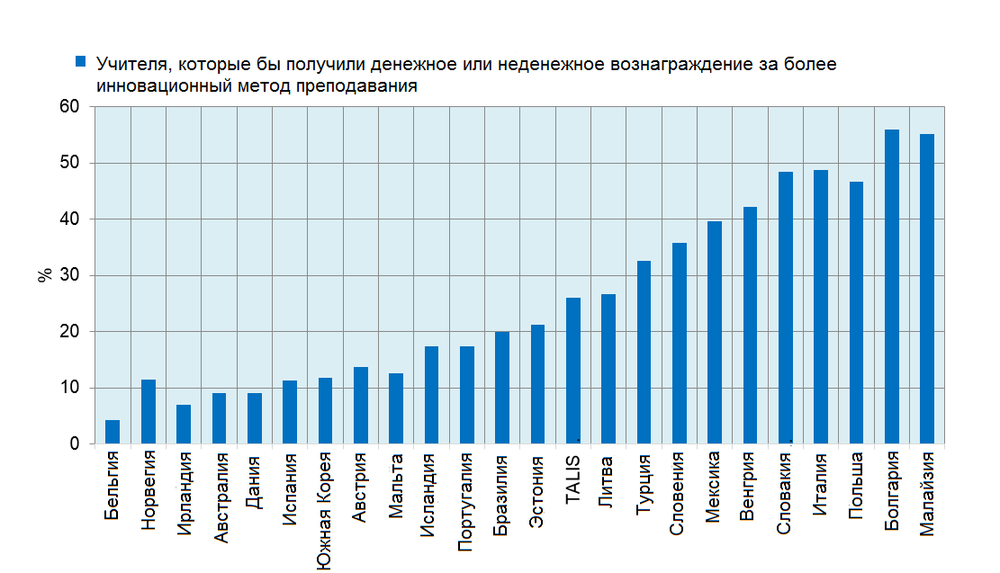 Учителя, которые бы получили денежное или неденежное вознаграждение за более
инновационный метод преподавания
60
50
40
30
20
10
0
%
Бельгия
Норвегия
Ирландия
Австралия
Дания
Испания
Южная Корея
Австрия
Мальта
Исландия
Португалия
Бразилия
Эстония
TALIS
Литва
Турция
Словения
Мексика
Венгрия
Словакия
Италия
Польша
Болгария
Малайзия